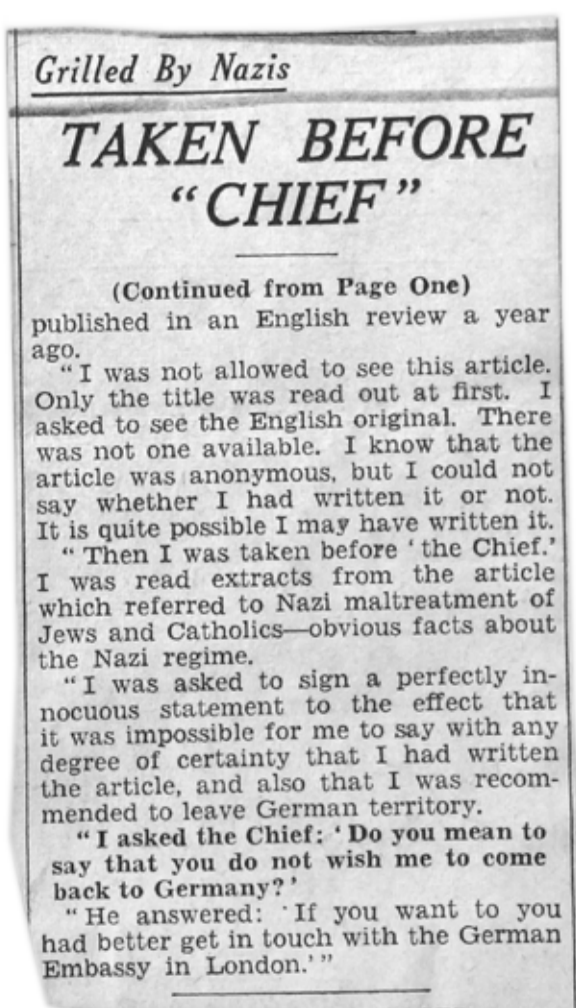 Grilled By Nazis
TAKEN BEFORE
"CHIEF"
(Continued from Page One)
published in an English review a year
ago.
"I was not allowed to see this article.
Only the title was read out at first. I
asked to see the English original. There
was not one available. I know that the
article was anonymous, but I could not
say whether I had written it or not.
It is quite possible I may have written it.
"Then I was taken before 'the Chief.'
I was read extracts from the article
which referred to Nazi maltreatment of
Jews and Catholics—obvious facts about
the Nazi regime.
"I was asked to sign a perfectly in-
nocuous statement to the effect that
it was impossible for me to say with any
degree of certainty that I had written
the article, and also that I was recom-
mended to leave German territory.
"I asked the Chief: 'Do you mean to
say that you do not wish me to come
back to Germany?'
"He answered: 'If you want to you
had better get in touch with the German
Embassy in London.'"